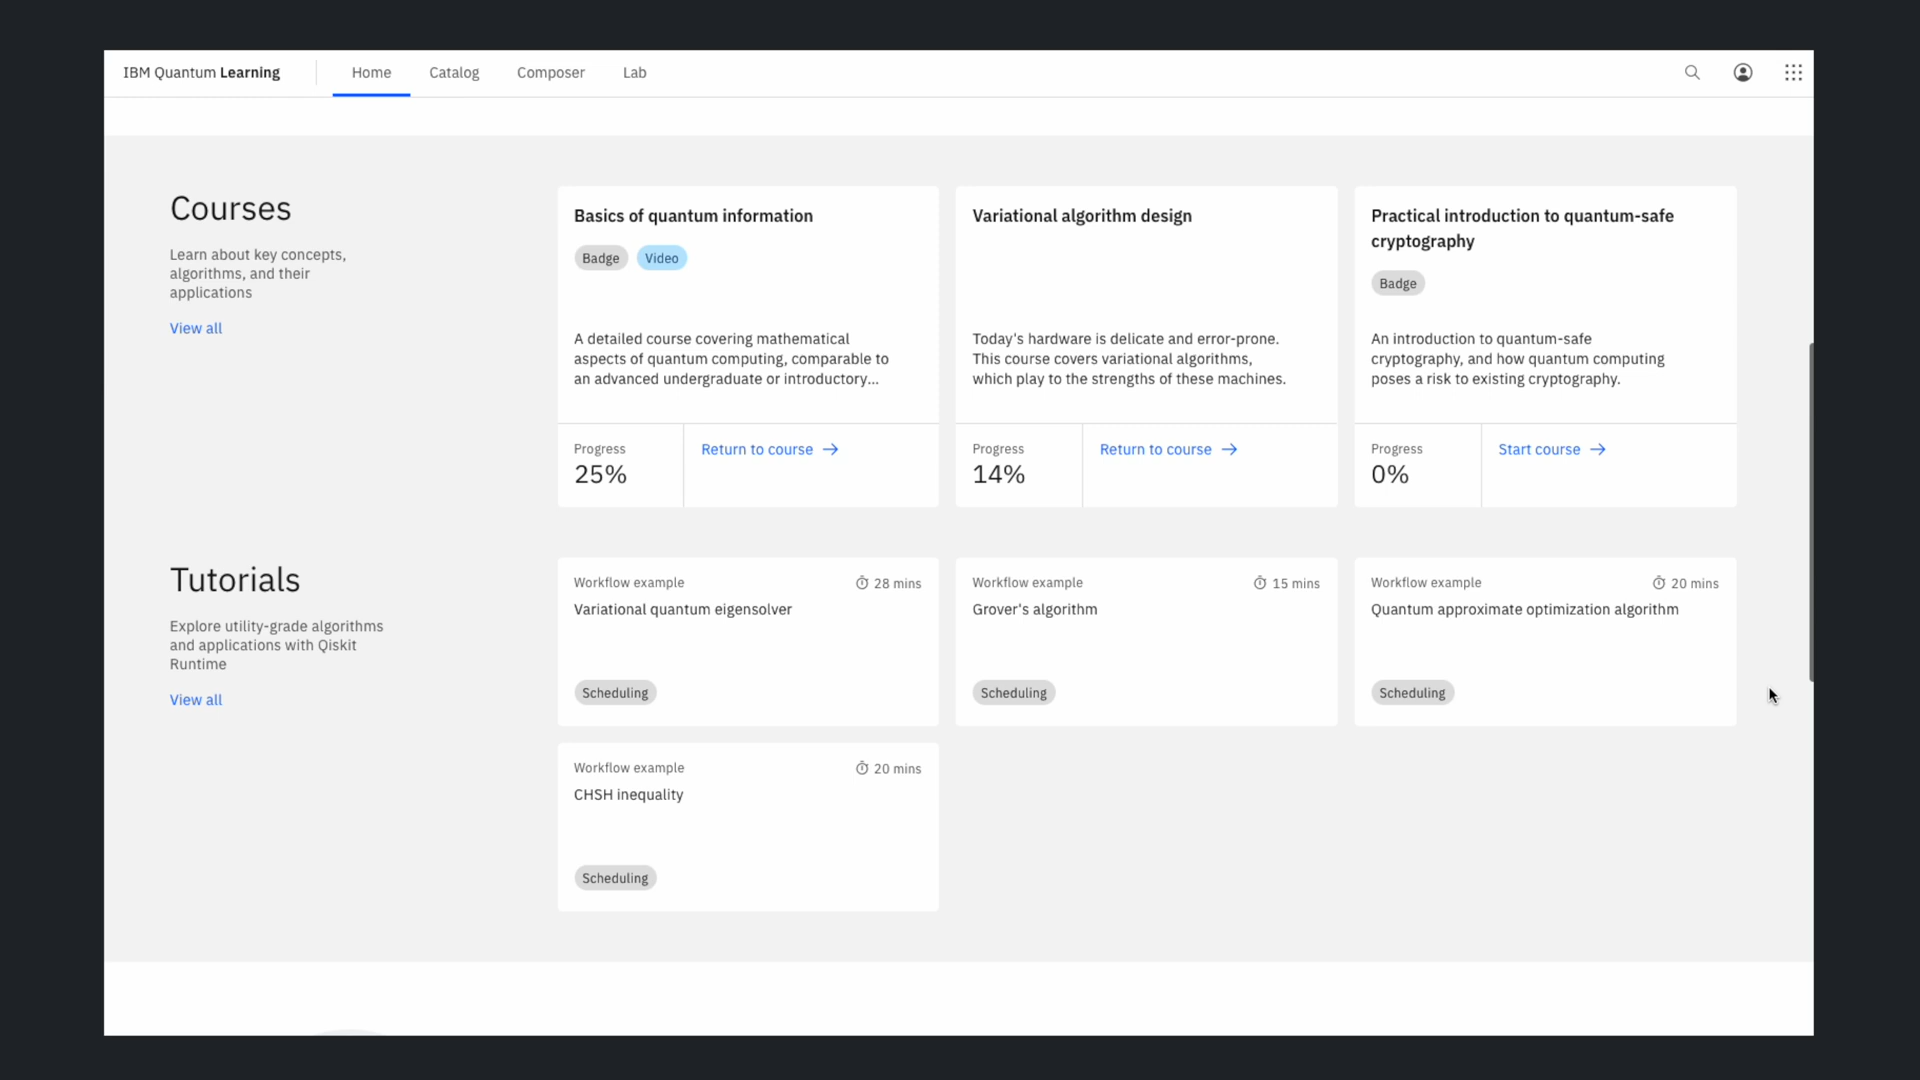 IBM Quantum Learning
Home
Catalog
Composer
Lab
Courses
Learn about key concepts,
algorithms, and their
applications
View all
Basics of quantum information
Badge
Video
A detailed course covering mathematical
aspects of quantum computing, comparable to
an advanced undergraduate or introductory...
Progress
25%
Return to course
Variational algorithm design
Today's hardware is delicate and error-prone.
This course covers variational algorithms,
which play to the strengths of these machines.
Progress
14%
Return to course
Practical introduction to quantum-safe
cryptography
Badge
An introduction to quantum-safe
cryptography, and how quantum computing
poses a risk to existing cryptography.
Progress
0%
Start course
Tutorials
Explore utility-grade algorithms
and applications with Qiskit
Runtime
View all
Workflow example
28 mins
Variational quantum eigensolver
Scheduling
Workflow example
15 mins
Grover's algorithm
Scheduling
Workflow example
20 mins
Quantum approximate optimization algorithm
Scheduling
Workflow example
20 mins
CHSH inequality
Scheduling